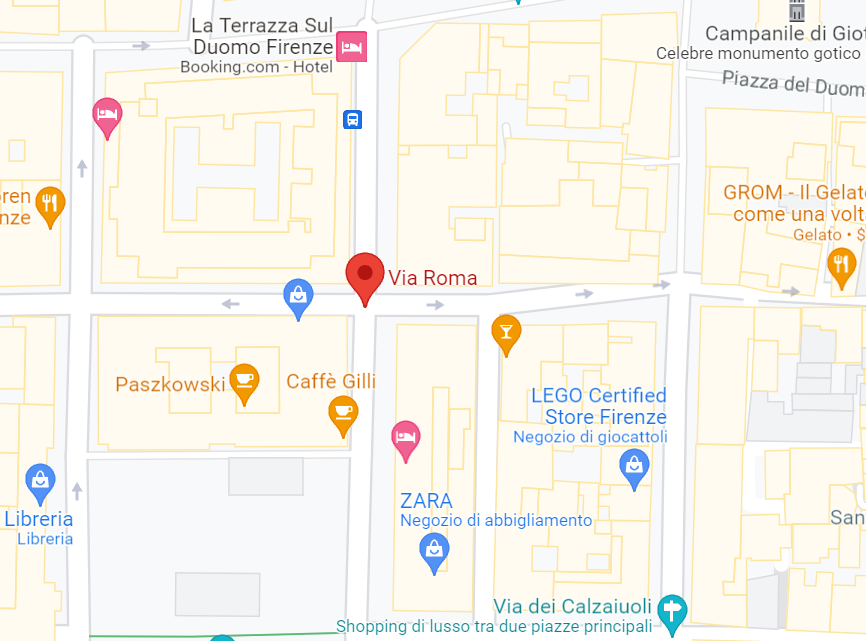 La Terrazza Sul
Duomo Firenze
Booking.com - Hotel
Campanile di Giot
Celebre monumento gotico
Piazza del Duom
ren
nze
GROM - Il Gelato
come una volt
Gelato • $
Via Roma
Paszkowski
Caffè Gilli
LEGO Certified
Store Firenze
Negozio di giocattoli
ZARA
Negozio di abbigliamento
Libreria
Libreria
San
Via dei Calzaiuoli
Shopping di lusso tra due piazze principali